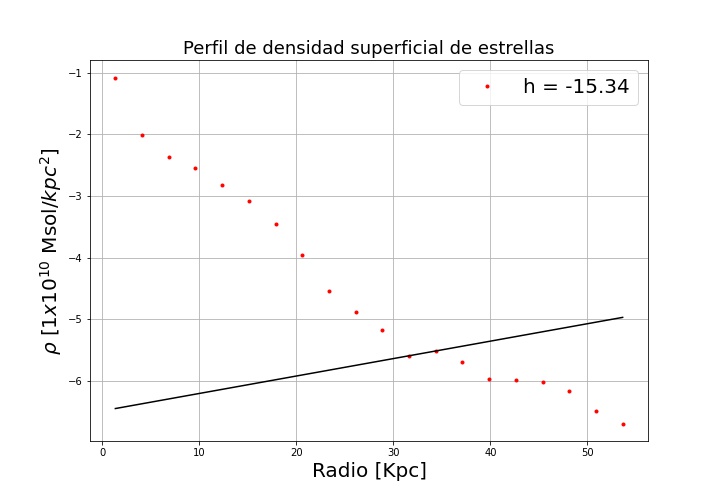 Perfil de densidad superficial de estrellas
h = -15.34
ρ [1x10^{10} Msol/kpc^2]
−1
−2
−3
−4
−5
−6
0 10 20 30 40 50
Radio [Kpc]